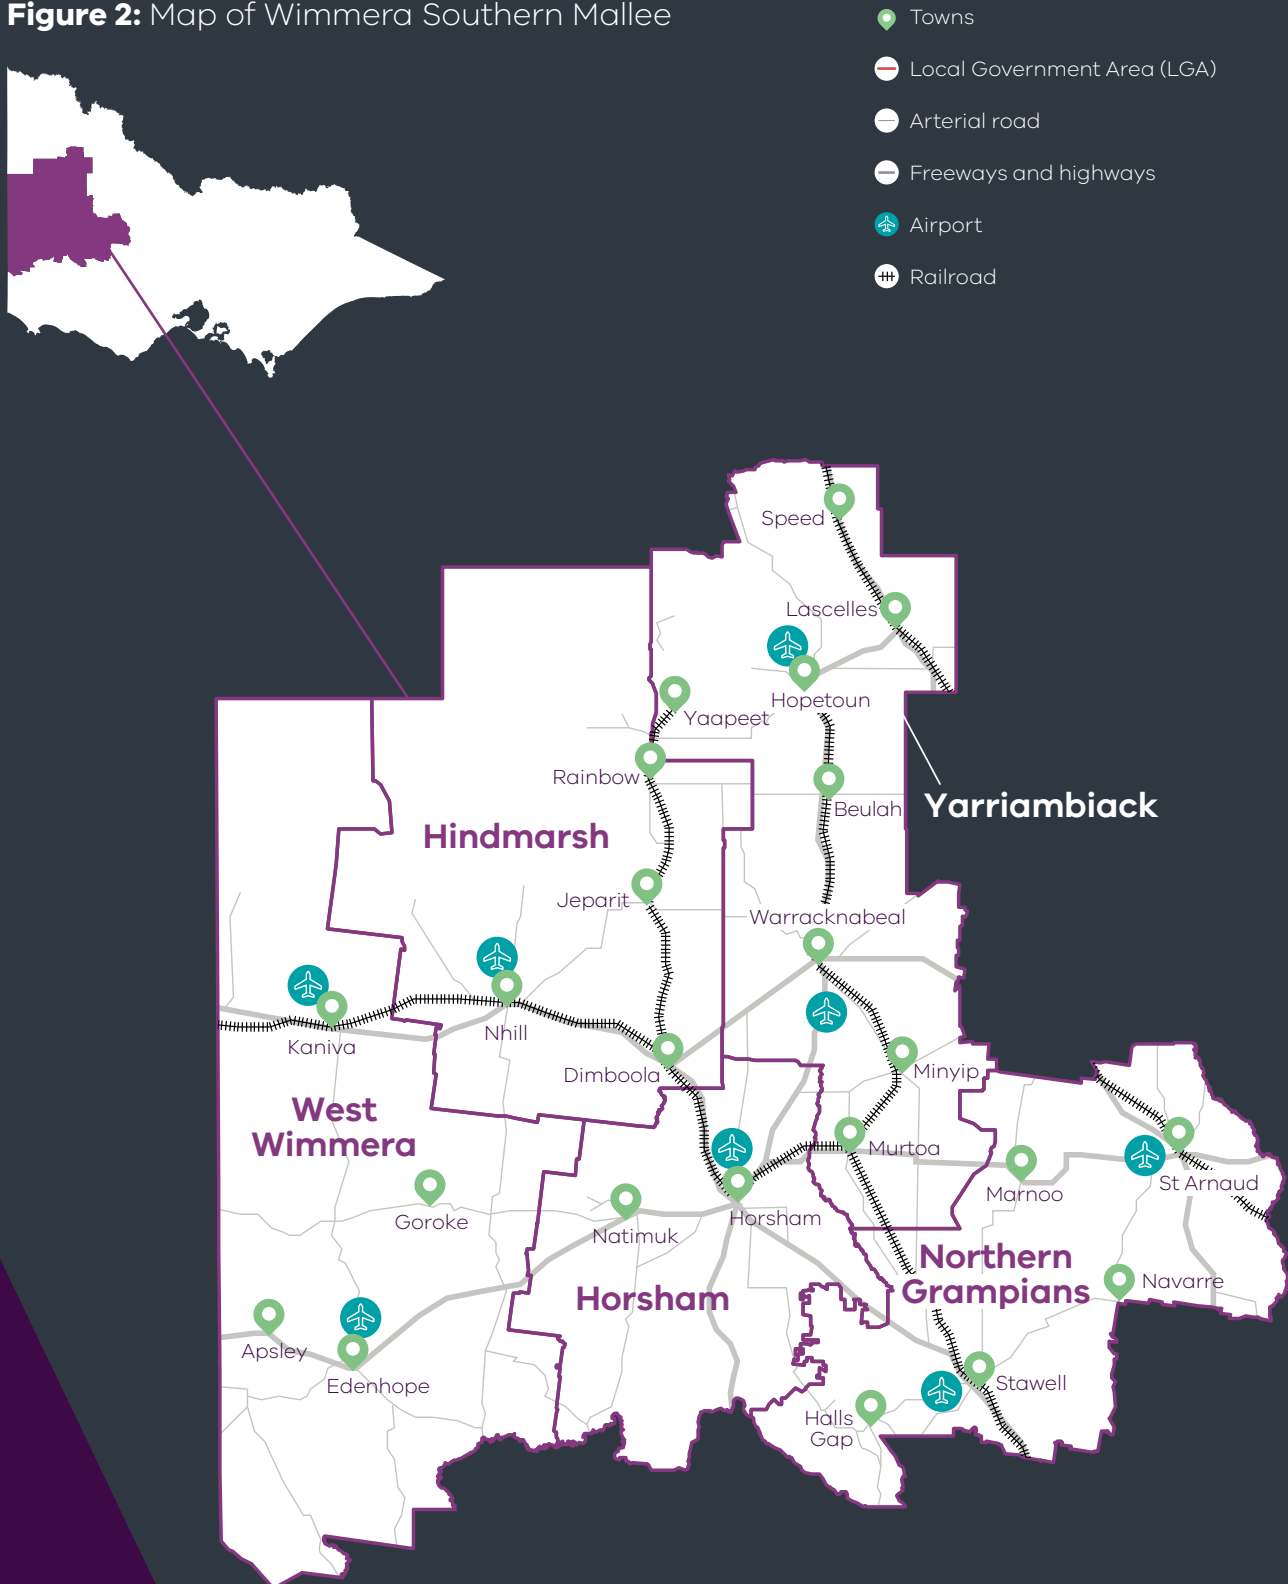 Figure 2: Map of Wimmera Southern Mallee
Towns
Local Government Area (LGA)
Arterial road
Freeways and highways
Airport
Railroad
Speed
Lascelles
Hopetoun
Yaapeet
Rainbow
Beulah
Yarriambiack
Hindmarsh
Jeparit
Warracknabeal
Nhill
Kaniva
Dimboola
Minyip
West
Wimmera
Murtoa
Marnoo
St Arnaud
Goroke
Natimuk
Horsham
Northern
Grampians
Navarre
Horsham
Apsley
Edenhope
Stawell
Halls
Gap